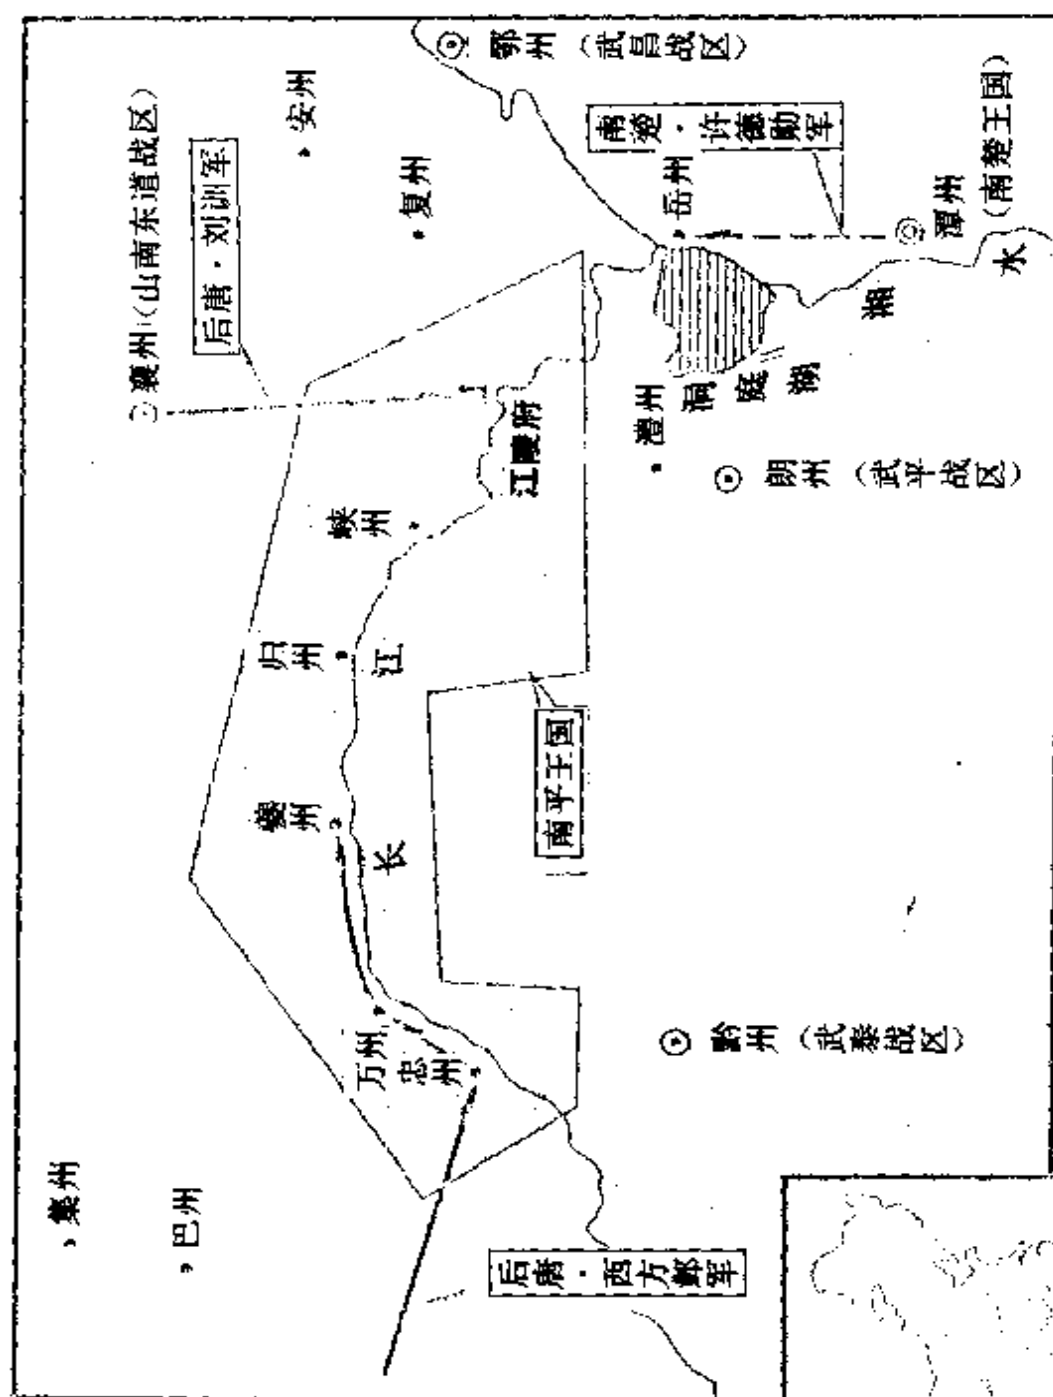 集州
巴州
襄州（山南东道战区）
后唐·刘训军
安州
复州
鄂州（武昌战区）
南楚·许德勋军
岳州
潭州
（南楚王国）
湘
水
洞
庭
湖
澧州
朗州（武平战区）
江陵府
峡州
归州
江
夔州
长
南平王国
万州
忠州
黔州（武泰战区）
后唐·西方邺军